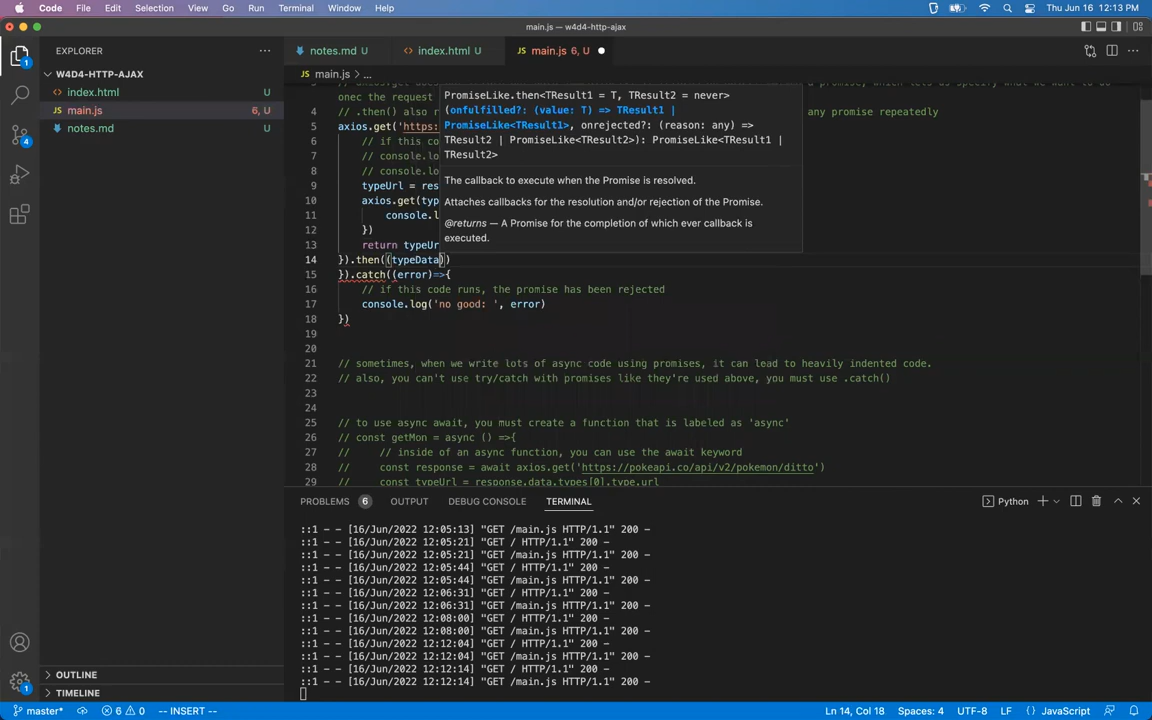 Code File Edit Selection View Go Run Terminal Window Help Thu Jun 16 12:13 PM
main.js — w4d4-http-ajax
EXPLORER
notes.md U
index.html U
main.js 6, U
W4D4-HTTP-AJAX
index.html U
main.js 6, U
notes.md U
JS main.js > ...
onec the request
4 // .then() also r any promise repeatedly
5 axios.get('https:
6 // if this co
7 // console.lo
8 // console.lo
9 typeUrl = res
10 axios.get(typ
11 console.l
12 })
13 return typeUr
14 }).then((typeData))
15 }).catch((error)=>{
16 // if this code runs, the promise has been rejected
17 console.log('no good: ', error)
18 })
19
20
21 // sometimes, when we write lots of async code using promises, it can lead to heavily indented code.
22 // also, you can't use try/catch with promises like they're used above, you must use .catch()
23
24
25 // to use async await, you must create a function that is labeled as 'async'
26 // const getMon = async () =>{
27 // // inside of an async function, you can use the await keyword
28 // const response = await axios.get('https://pokeapi.co/api/v2/pokemon/ditto')
29 // const typeUrl = response.data.types[0].type.url
PromiseLike.then<TResult1 = T, TResult2 = never>
(onfulfilled?: (value: T) => TResult1 |
PromiseLike<TResult1>, onrejected?: (reason: any) =>
TResult2 | PromiseLike<TResult2>): PromiseLike<TResult1 |
TResult2>
The callback to execute when the Promise is resolved.
Attaches callbacks for the resolution and/or rejection of the Promise.
@returns — A Promise for the completion of which ever callback is
executed.
PROBLEMS 6 OUTPUT DEBUG CONSOLE TERMINAL Python
::1 - - [16/Jun/2022 12:05:13] "GET /main.js HTTP/1.1" 200 -
::1 - - [16/Jun/2022 12:05:21] "GET / HTTP/1.1" 200 -
::1 - - [16/Jun/2022 12:05:21] "GET /main.js HTTP/1.1" 200 -
::1 - - [16/Jun/2022 12:05:44] "GET / HTTP/1.1" 200 -
::1 - - [16/Jun/2022 12:05:44] "GET /main.js HTTP/1.1" 200 -
::1 - - [16/Jun/2022 12:06:31] "GET / HTTP/1.1" 200 -
::1 - - [16/Jun/2022 12:06:31] "GET /main.js HTTP/1.1" 200 -
::1 - - [16/Jun/2022 12:08:00] "GET / HTTP/1.1" 200 -
::1 - - [16/Jun/2022 12:08:00] "GET /main.js HTTP/1.1" 200 -
::1 - - [16/Jun/2022 12:12:04] "GET / HTTP/1.1" 200 -
::1 - - [16/Jun/2022 12:12:04] "GET /main.js HTTP/1.1" 200 -
::1 - - [16/Jun/2022 12:12:14] "GET / HTTP/1.1" 200 -
::1 - - [16/Jun/2022 12:12:14] "GET /main.js HTTP/1.1" 200 -
OUTLINE
TIMELINE
master* 6 0 -- INSERT -- Ln 14, Col 18 Spaces: 4 UTF-8 LF JavaScript